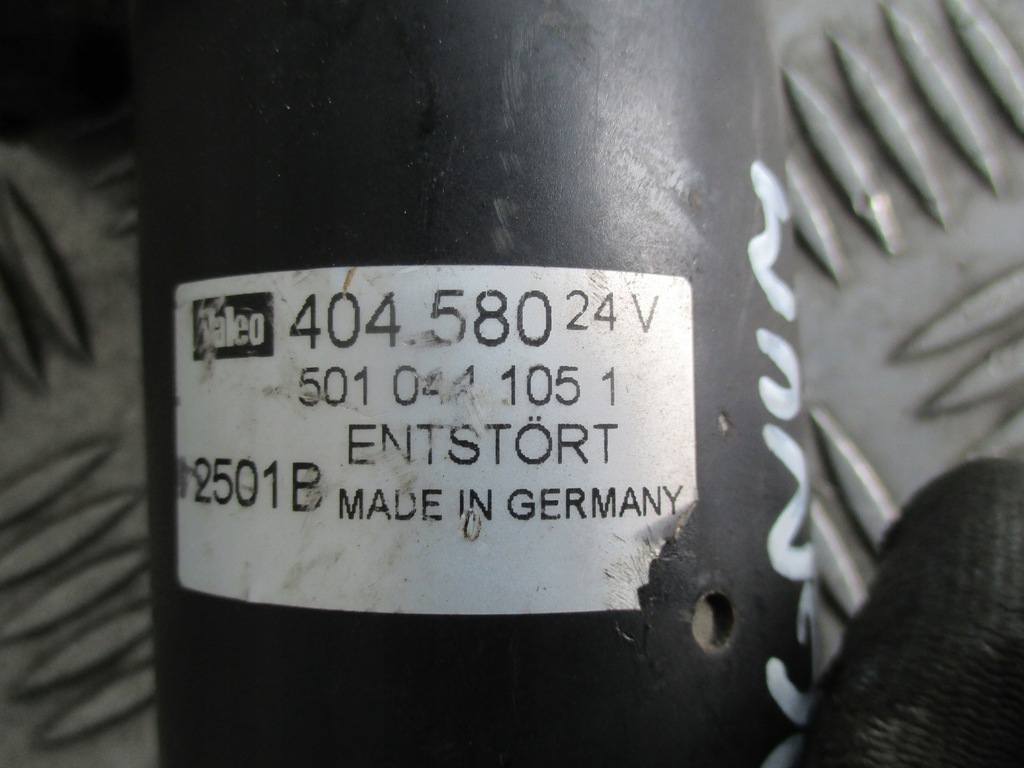 Valeo 404.580 24 V
501 044 105 1
ENTSTÖRT
2501B MADE IN GERMANY